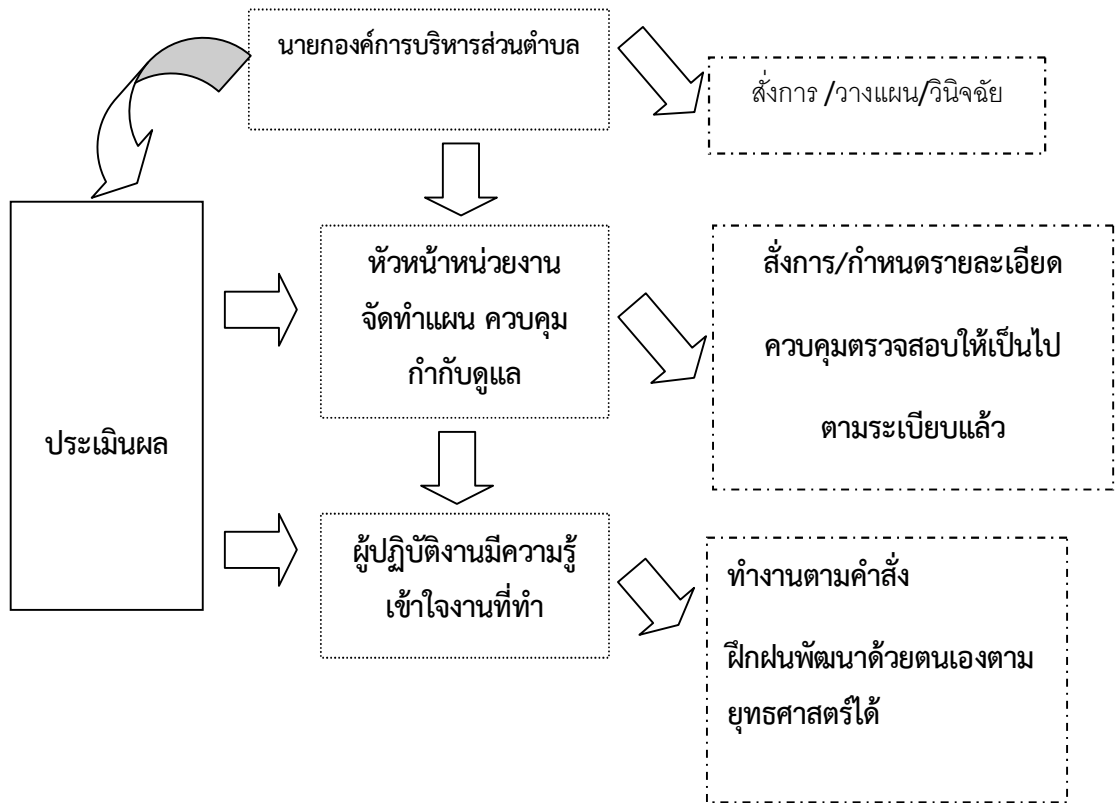 นายกองค์การบริหารส่วนตำบล
สั่งการ /วางแผน/วินิจฉัย
หัวหน้าหน่วยงาน
จัดทำแผน ควบคุม
กำกับดูแล
สั่งการ/กำหนดรายละเอียด
ควบคุมตรวจสอบให้เป็นไป
ตามระเบียบแล้ว
ประเมินผล
ผู้ปฏิบัติงานมีความรู้
เข้าใจงานที่ทำ
ทำงานตามคำสั่ง
ฝึกฝนพัฒนาด้วยตนเองตาม
ยุทธศาสตร์ได้